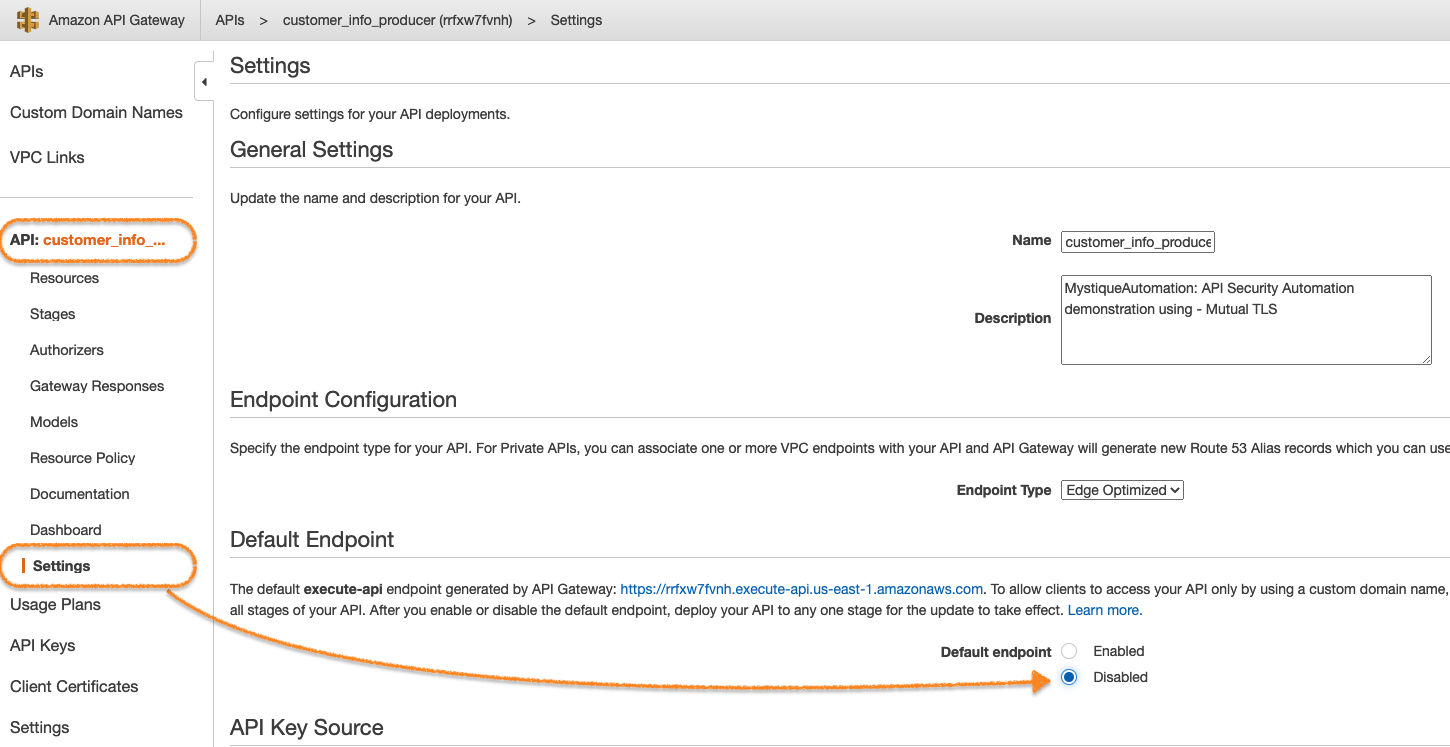 Amazon API Gateway
APIs > customer_info_producer (rrfxw7fvnh) > Settings
APIs
Custom Domain Names
VPC Links
API: customer_info_...
Resources
Stages
Authorizers
Gateway Responses
Models
Resource Policy
Documentation
Dashboard
Settings
Usage Plans
API Keys
Client Certificates
Settings
Settings
Configure settings for your API deployments.
General Settings
Update the name and description for your API.
Name customer_info_produce
Description MystiqueAutomation: API Security Automation
demonstration using - Mutual TLS
Endpoint Configuration
Specify the endpoint type for your API. For Private APIs, you can associate one or more VPC endpoints with your API and API Gateway will generate new Route 53 Alias records which you can use
Endpoint Type Edge Optimized
Default Endpoint
The default execute-api endpoint generated by API Gateway: https://rrfxw7fvnh.execute-api.us-east-1.amazonaws.com. To allow clients to access your API only by using a custom domain name,
all stages of your API. After you enable or disable the default endpoint, deploy your API to any one stage for the update to take effect. Learn more.
Default endpoint Enabled
Disabled
API Key Source